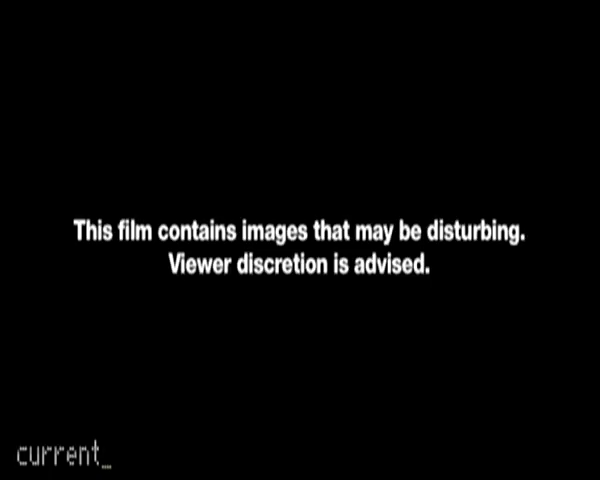 This film contains images that may be disturbing.
Viewer discretion is advised.
current_